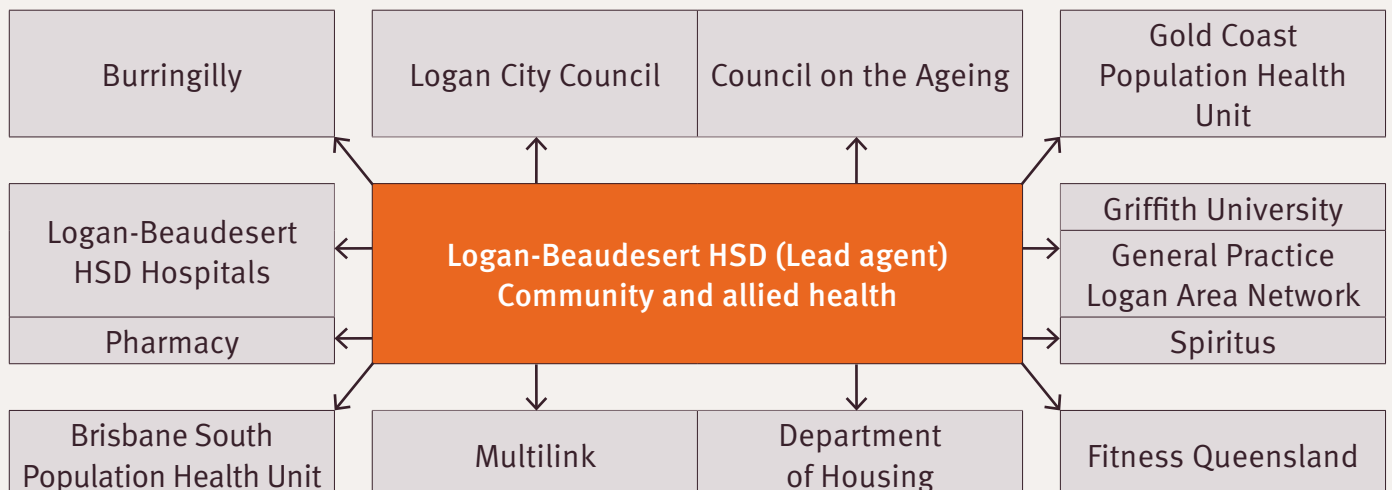 Burringilly
Logan City Council
Council on the Ageing
Gold Coast
Population Health
Unit
Logan-Beaudesert
HSD Hospitals
Pharmacy
Logan-Beaudesert HSD (Lead agent)
Community and allied health
Griffith University
General Practice
Logan Area Network
Spiritus
Brisbane South
Population Health Unit
Multilink
Department
of Housing
Fitness Queensland